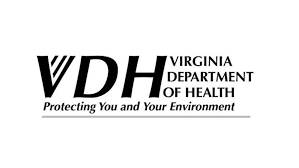 VDH
VIRGINIA
DEPARTMENT
OF HEALTH
Protecting You and Your Environment